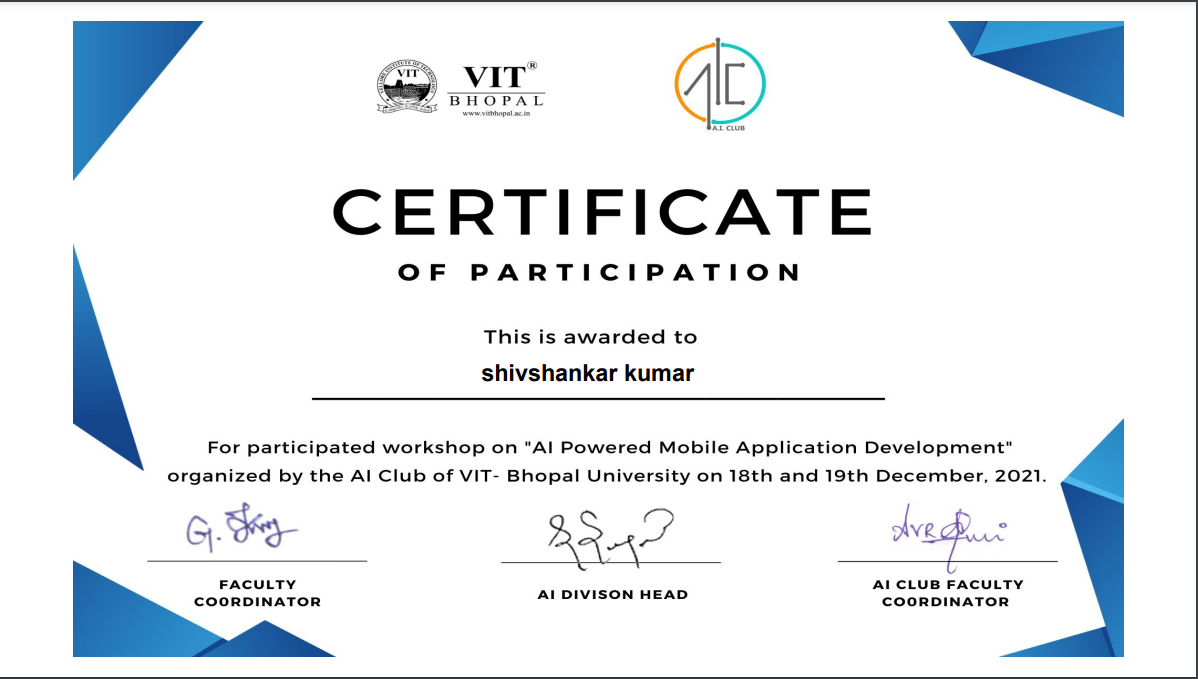 VIT
VIT®
BHOPAL
www.vitbhopal.ac.in
AIC
A.I. CLUB
CERTIFICATE
OF PARTICIPATION
This is awarded to
shivshankar kumar
For participated workshop on "AI Powered Mobile Application Development"
organized by the AI Club of VIT- Bhopal University on 18th and 19th December, 2021.
FACULTY
CO0RDINATOR
AI DIVISON HEAD
AI CLUB FACULTY
CO0RDINATOR